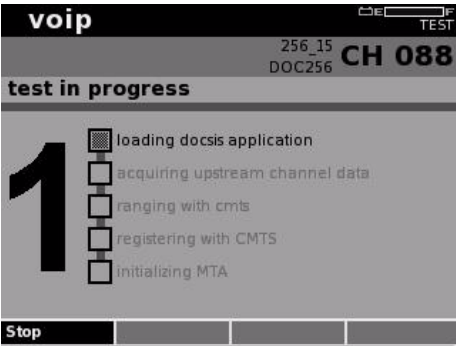 voip
E F
TEST
256_15
DOC256
CH 088
test in progress
1
loading docsis application
acquiring upstream channel data
ranging with cmts
registering with CMTS
initializing MTA
Stop